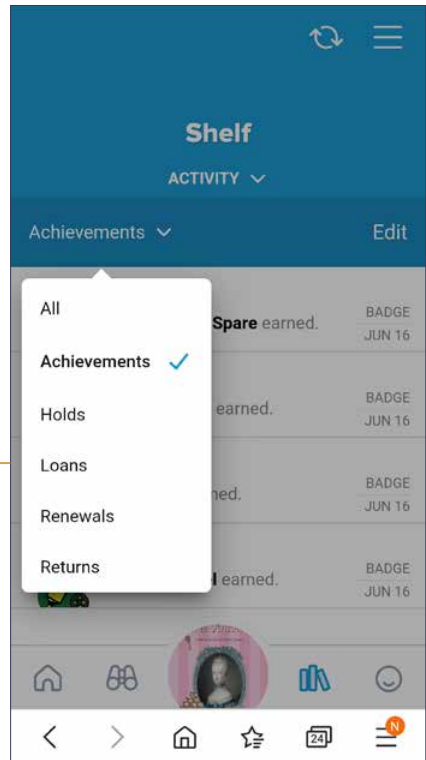 Shelf
ACTIVITY
Achievements
Edit
All
Spare earned.
BADGE
JUN 16
Achievements
Holds
earned.
BADGE
JUN 16
Loans
BADGE
JUN 16
Renewals
Returns
earned.
BADGE
JUN 16
N
24